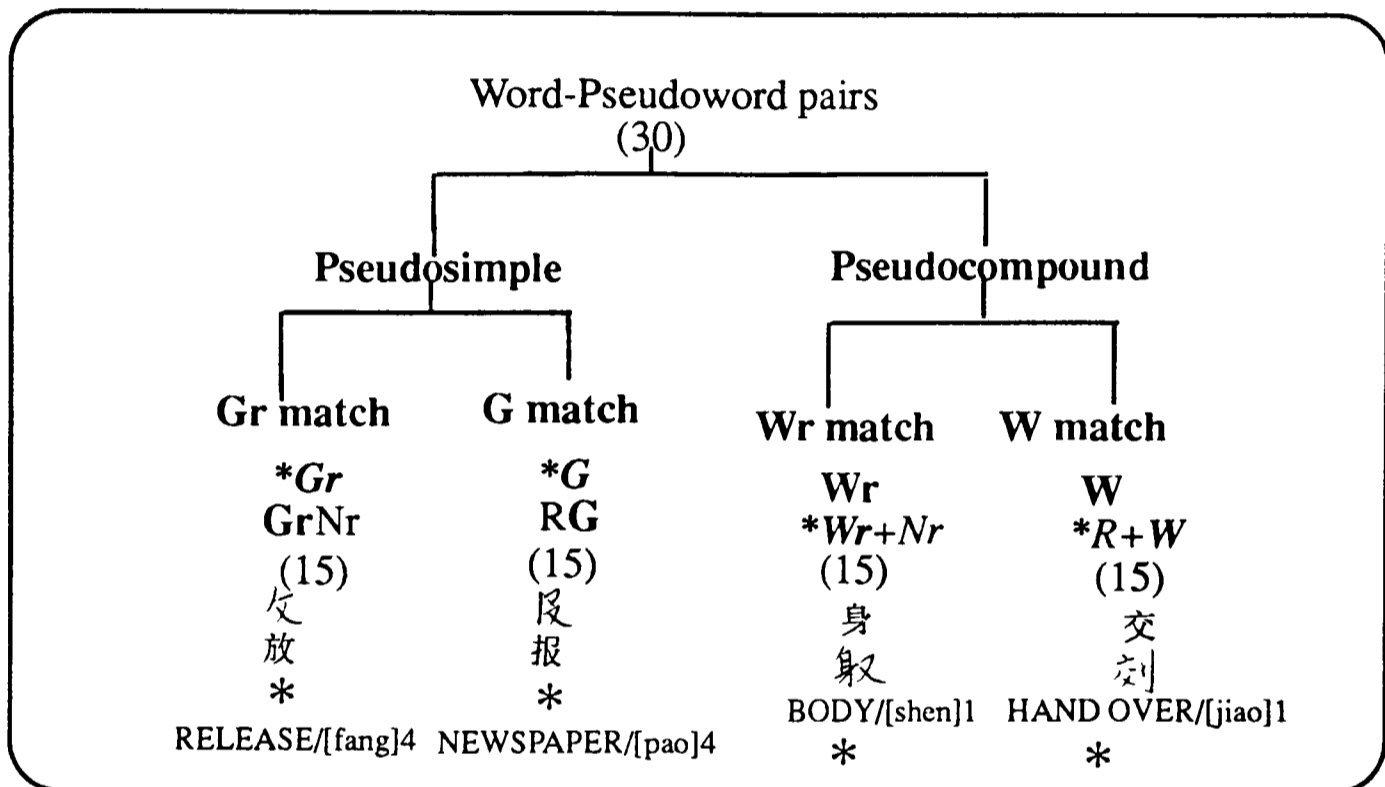 Word-Pseudoword pairs
(30)
Pseudosimple Pseudocompound
Gr match G match Wr match W match
*Gr *G Wr W
GrNr RG *Wr+Nr *R+W
(15) (15) (15) (15)
身 交
放 报
* *
BODY/[shen]1 HAND OVER/[jiao]1
RELEASE/[fang]4 NEWSPAPER/[pao]4
* *